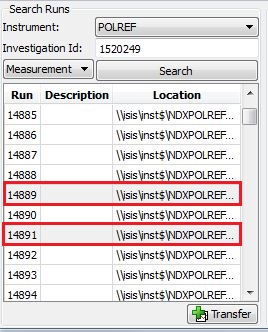 Search Runs
Instrument: POLREF
Investigation Id: 1520249
Measurement Search
Run Description Location
14885 \\isis\inst$\NDXPOLREF...
14886 \\isis\inst$\NDXPOLREF...
14887 \\isis\inst$\NDXPOLREF...
14888 \\isis\inst$\NDXPOLREF...
14889 \\isis\inst$\NDXPOLREF...
14890 \\isis\inst$\NDXPOLREF...
14891 \\isis\inst$\NDXPOLREF...
14892 \\isis\inst$\NDXPOLREF...
14893 \\isis\inst$\NDXPOLREF...
14894 \\isis\inst$\NDXPOLREF...
Transfer